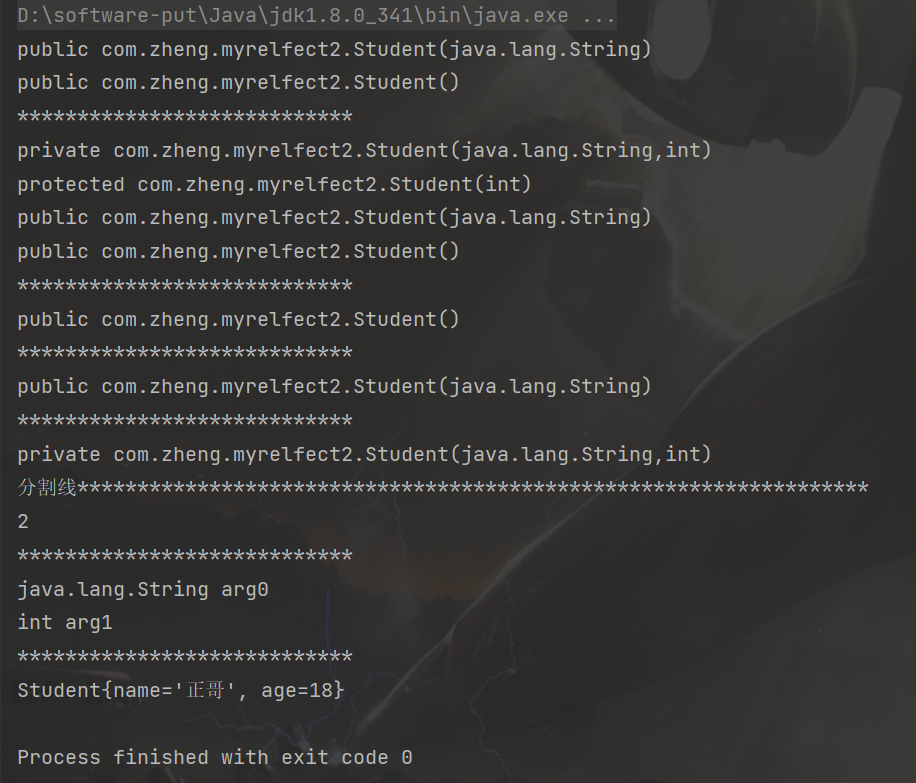 D:\software-put\Java\jdk1.8.0_341\bin\java.exe ...
public com.zheng.myrelfect2.Student(java.lang.String)
public com.zheng.myrelfect2.Student()
****************************
private com.zheng.myrelfect2.Student(java.lang.String,int)
protected com.zheng.myrelfect2.Student(int)
public com.zheng.myrelfect2.Student(java.lang.String)
public com.zheng.myrelfect2.Student()
****************************
public com.zheng.myrelfect2.Student()
****************************
public com.zheng.myrelfect2.Student(java.lang.String)
****************************
private com.zheng.myrelfect2.Student(java.lang.String,int)
分割线******************************************************************
2
****************************
java.lang.String arg0
int arg1
****************************
Student{name='正哥', age=18}
Process finished with exit code 0